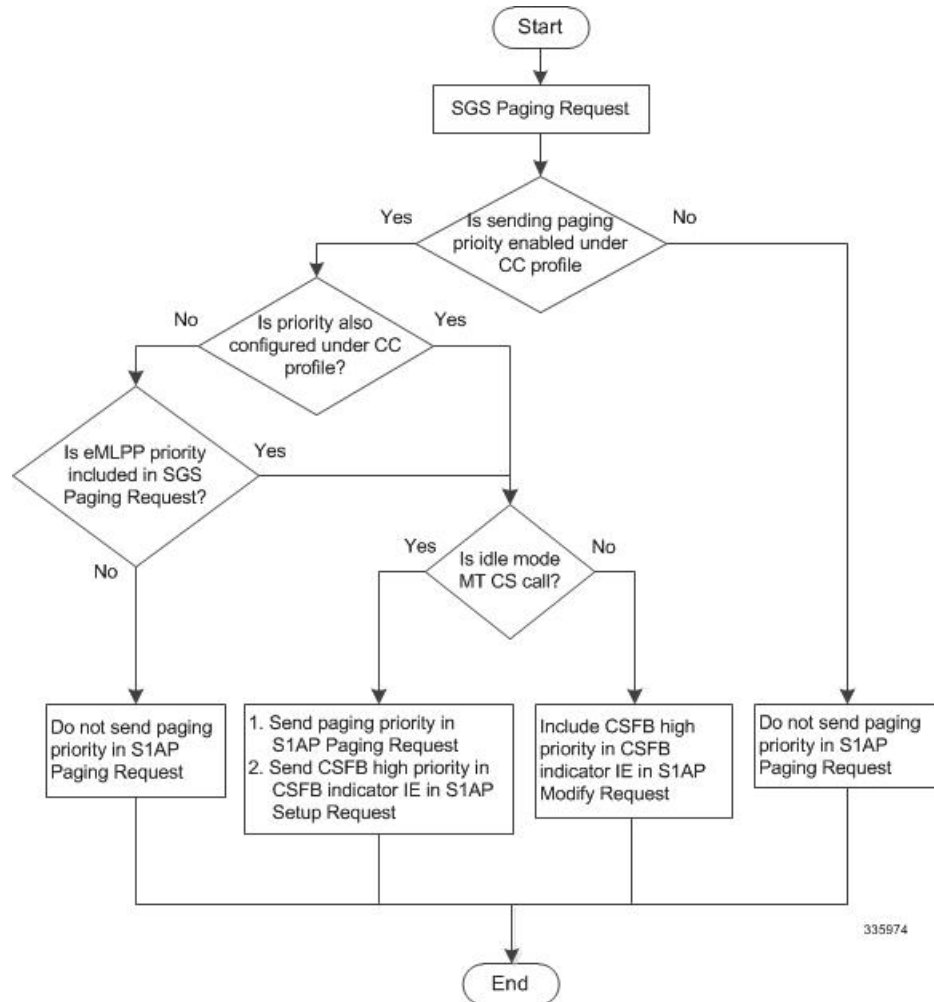 Start
SGS Paging Request
Yes
Is sending paging
prioity enabled under
CC profile
No
No
Is priority also
configured under CC
profile?
Yes
Is eMLPP priority
included in SGS
Paging Request?
Yes
No
Yes
Is idle mode
MT CS call?
No
Do not send paging
priority in S1AP
Paging Request
1. Send paging priority in
S1AP Paging Request
2. Send CSFB high priority in
CSFB indicator IE in S1AP
Setup Request
Include CSFB high
priority in CSFB
indicator IE in S1AP
Modify Request
Do not send paging
priority in S1AP
Paging Request
335974
End